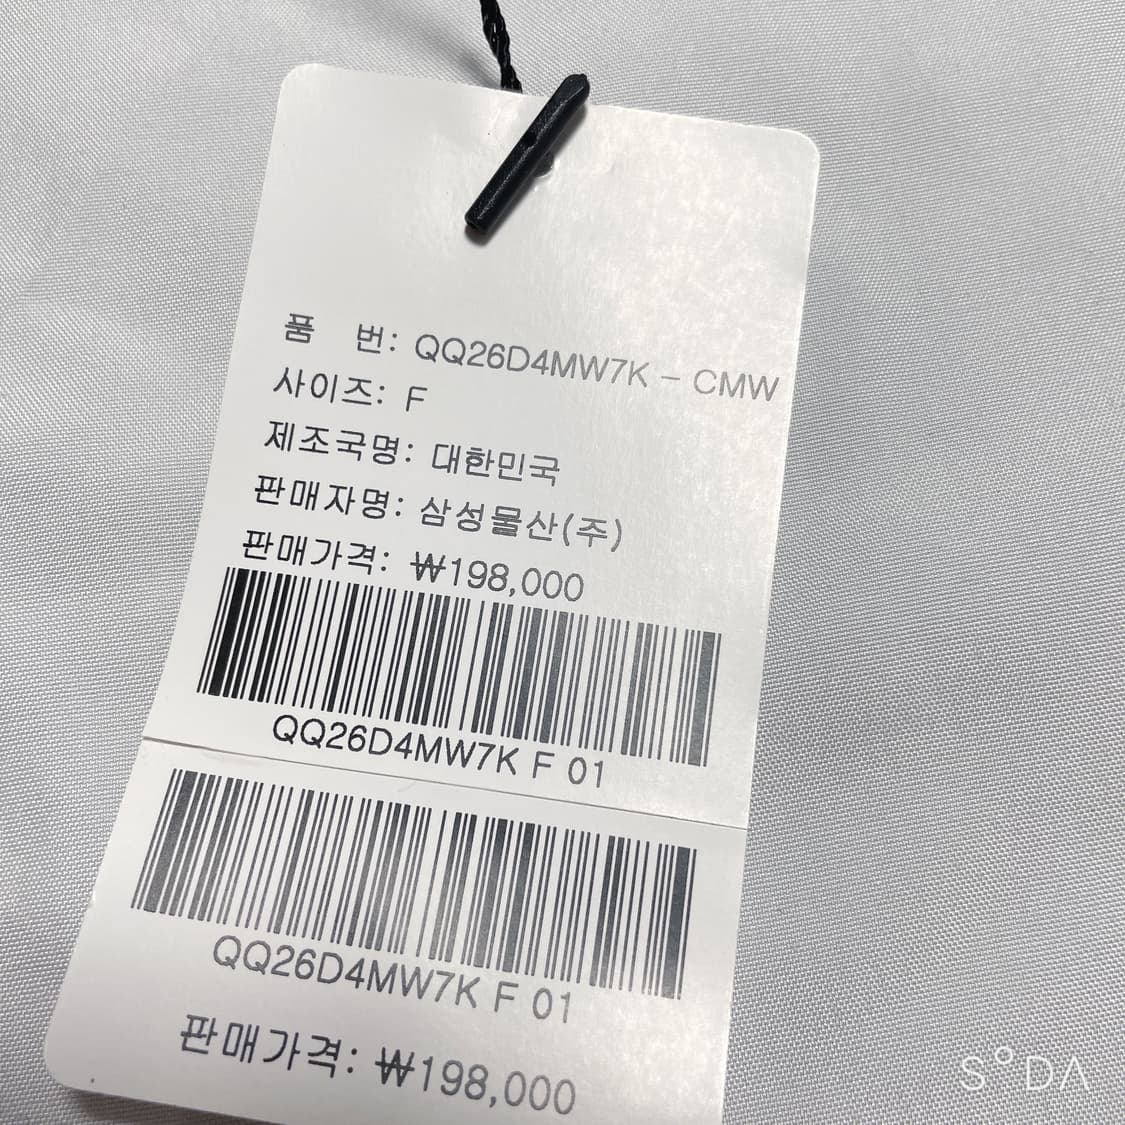 품 번: QQ26D4MW7K - CMW
사이즈: F
제조국명: 대한민국
판매자명: 삼성물산(주)
판매가격: ₩198,000
QQ26D4MW7K F 01
QQ26D4MW7K F 01
판매가격: ₩198,000
SODA